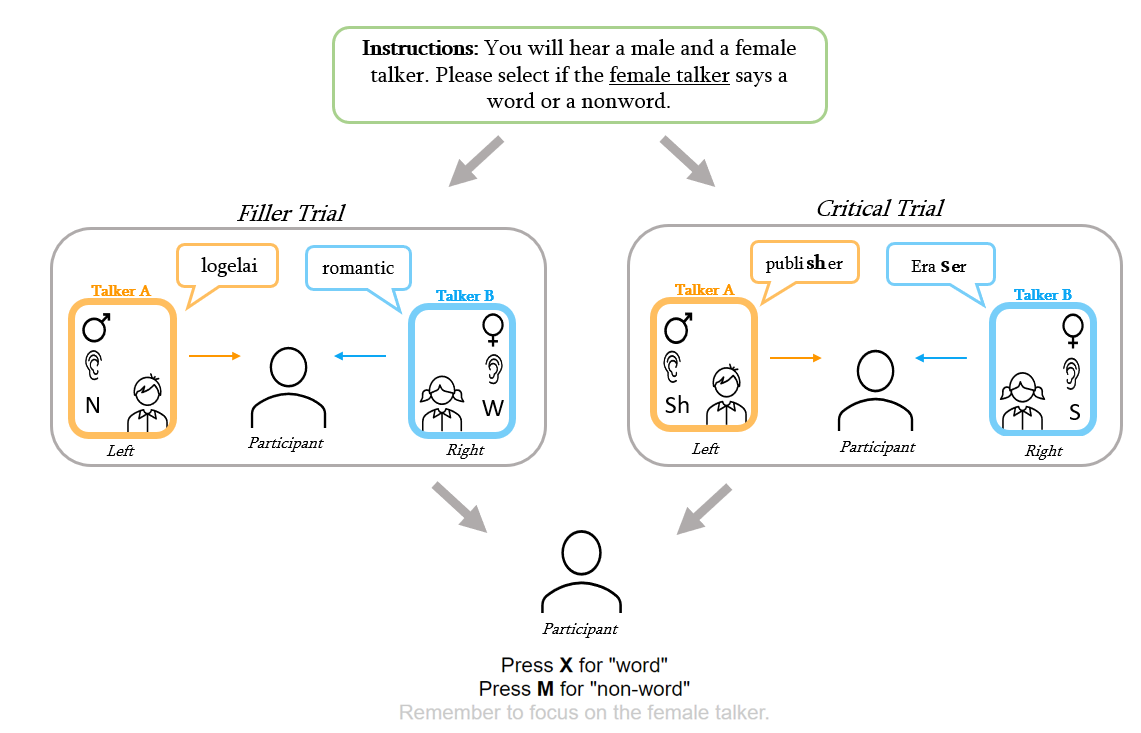 Instructions: You will hear a male and a female
talker. Please select if the female talker says a
word or a nonword.
Filler Trial
logelai
romantic
Talker A
Talker B
N
W
Left
Participant
Right
Critical Trial
publisher
Era Ser
Talker A
Talker B
Sh
S
Left
Participant
Right
Participant
Press X for "word"
Press M for "non-word"
Remember to focus on the female talker.